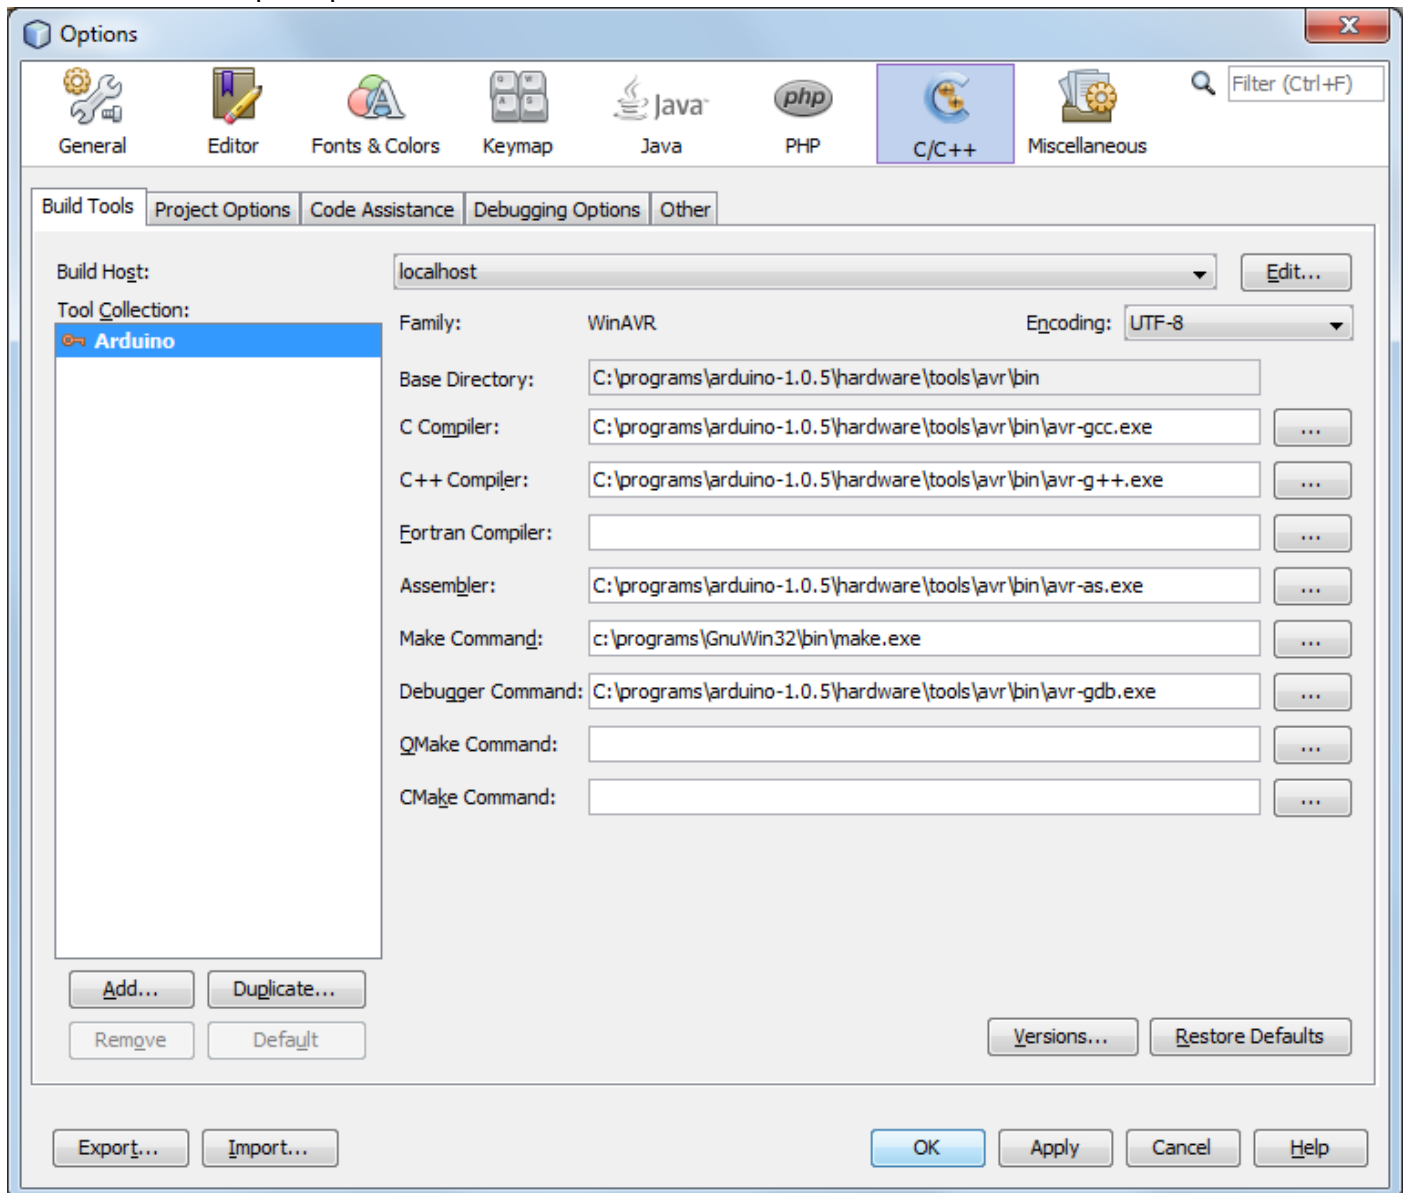 Options
Filter (Ctrl+F)
General
Editor
Fonts & Colors
Keymap
Java
Java
php
PHP
C/C++
Miscellaneous
Build Tools
Project Options
Code Assistance
Debugging Options
Other
Build Host:
localhost
Edit...
Tool Collection:
Arduino
Family:
WinAVR
Encoding:
UTF-8
Base Directory:
C:\programs\arduino-1.0.5\hardware\tools\avr\bin
C Compiler:
C:\programs\arduino-1.0.5\hardware\tools\avr\bin\avr-gcc.exe
...
C++ Compiler:
C:\programs\arduino-1.0.5\hardware\tools\avr\bin\avr-g++.exe
...
Fortran Compiler:
...
Assembler:
C:\programs\arduino-1.0.5\hardware\tools\avr\bin\avr-as.exe
...
Make Command:
c:\programs\GnuWin32\bin\make.exe
...
Debugger Command:
C:\programs\arduino-1.0.5\hardware\tools\avr\bin\avr-gdb.exe
...
QMake Command:
...
CMake Command:
...
Add...
Duplicate...
Remove
Default
Versions...
Restore Defaults
Export...
Import...
OK
Apply
Cancel
Help